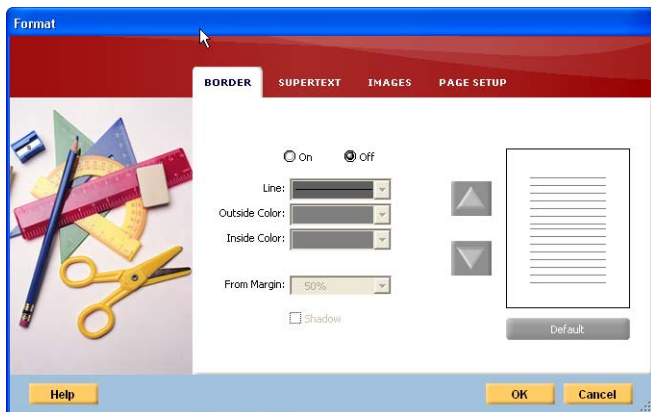 Format
BORDER SUPERTEXT IMAGES PAGE SETUP
On Off
Line:
Outside Color:
Inside Color:
From Margin: 50%
Shadow
Default
Help OK Cancel